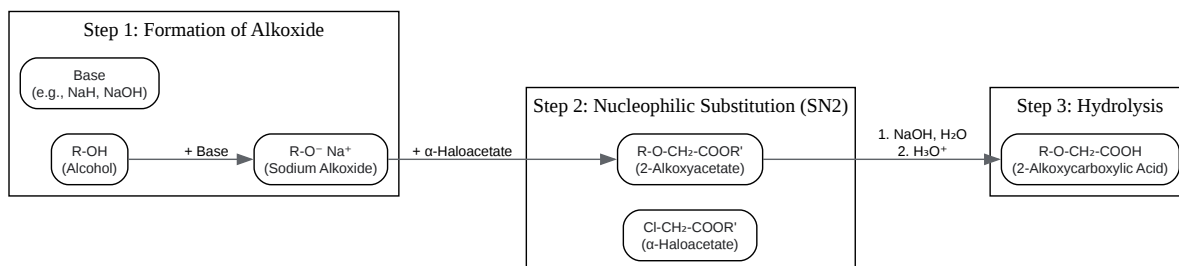 Step 1: Formation of Alkoxide
Base
(e.g., NaH, NaOH)
R-OH
(Alcohol)
+ Base
R-O⁻ Na⁺
(Sodium Alkoxide)
+ α-Haloacetate
Step 2: Nucleophilic Substitution (SN2)
R-O-CH₂-COOR'
(2-Alkoxyacetate)
Cl-CH₂-COOR'
(α-Haloacetate)
1. NaOH, H₂O
2. H₃O⁺
Step 3: Hydrolysis
R-O-CH₂-COOH
(2-Alkoxycarboxylic Acid)